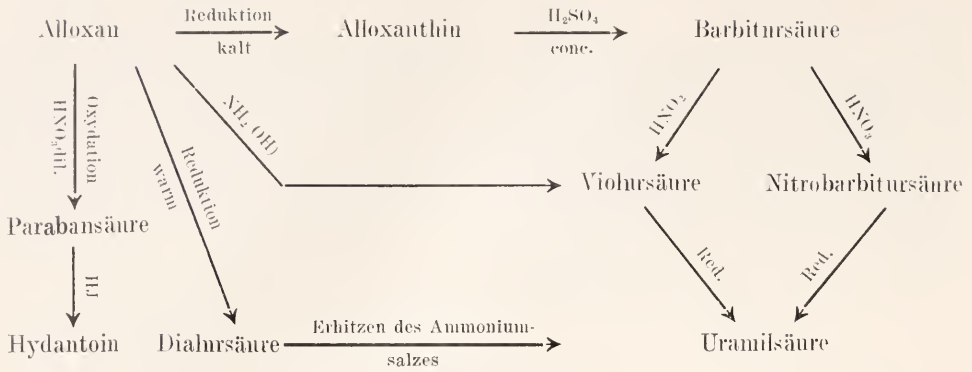 Alloxan
Reduktion
kalt
Alloxanthin
H₂SO₄
conc.
Barbitursäure
Oxydation
HNO₃ dil.
Reduktion
warm
NH₂ OH)
HNO₂
HNO₃
Violursäure
Nitrobarbitursäure
Parabansäure
HJ
Red.
Red.
Hydantoin
Dialursäure
Erhitzen des Ammonium-
salzes
Uramilsäure